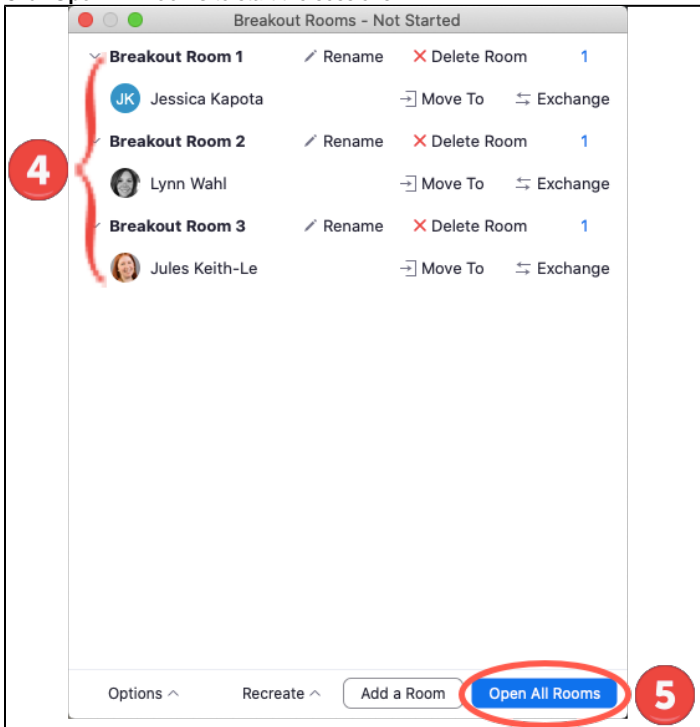 Breakout Rooms - Not Started
Breakout Room 1 Rename Delete Room 1
JK Jessica Kapota Move To Exchange
Breakout Room 2 Rename Delete Room 1
4
Lynn Wahl Move To Exchange
Breakout Room 3 Rename Delete Room 1
Jules Keith-Le Move To Exchange
Options Recreate Add a Room Open All Rooms 5